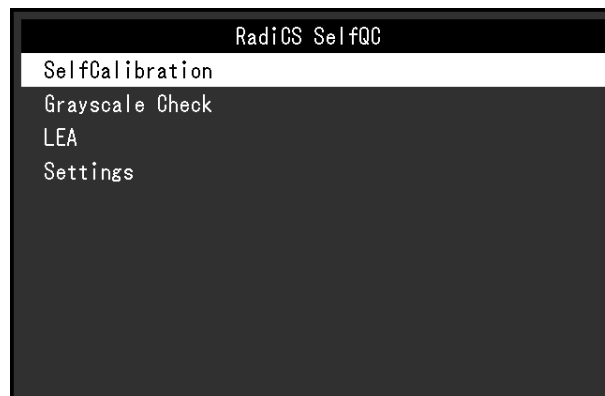 RadiCS SelfQC
SelfCalibration
Grayscale Check
LEA
Settings